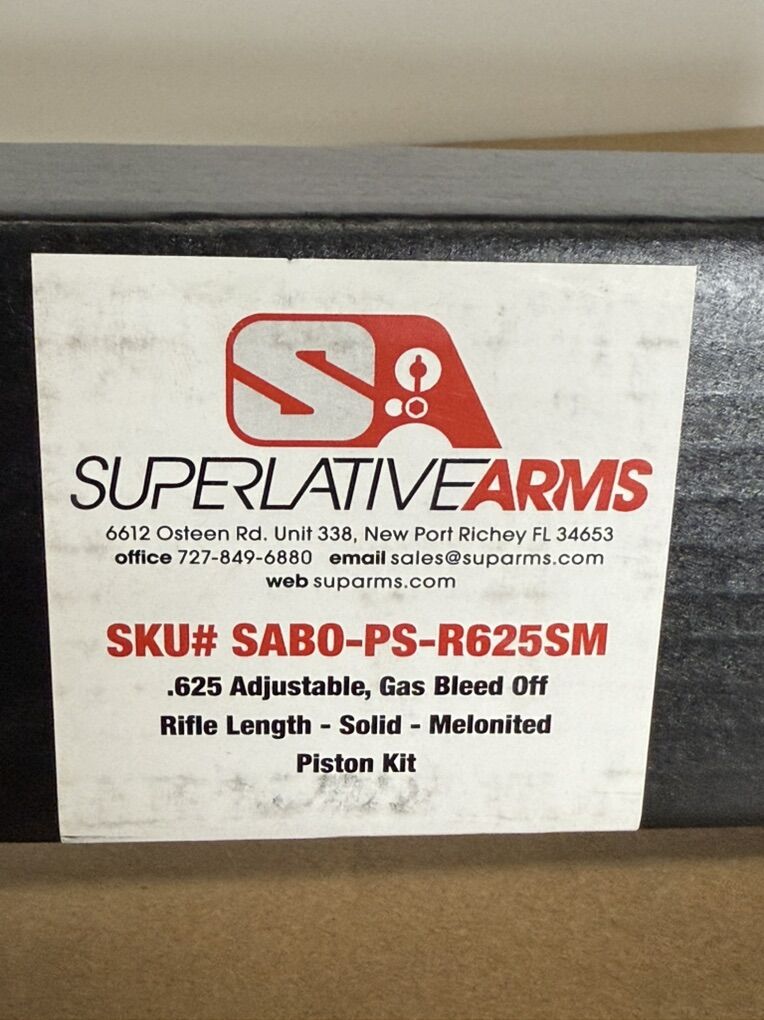 SUPERLATIVEARMS
6612 Osteen Rd. Unit 338, New Port Richey FL 34653
office 727-849-6880 email sales@suparms.com
web suparms.com
SKU# SABO-PS-R625SM
.625 Adjustable, Gas Bleed Off
Rifle Length - Solid - Melonited
Piston Kit